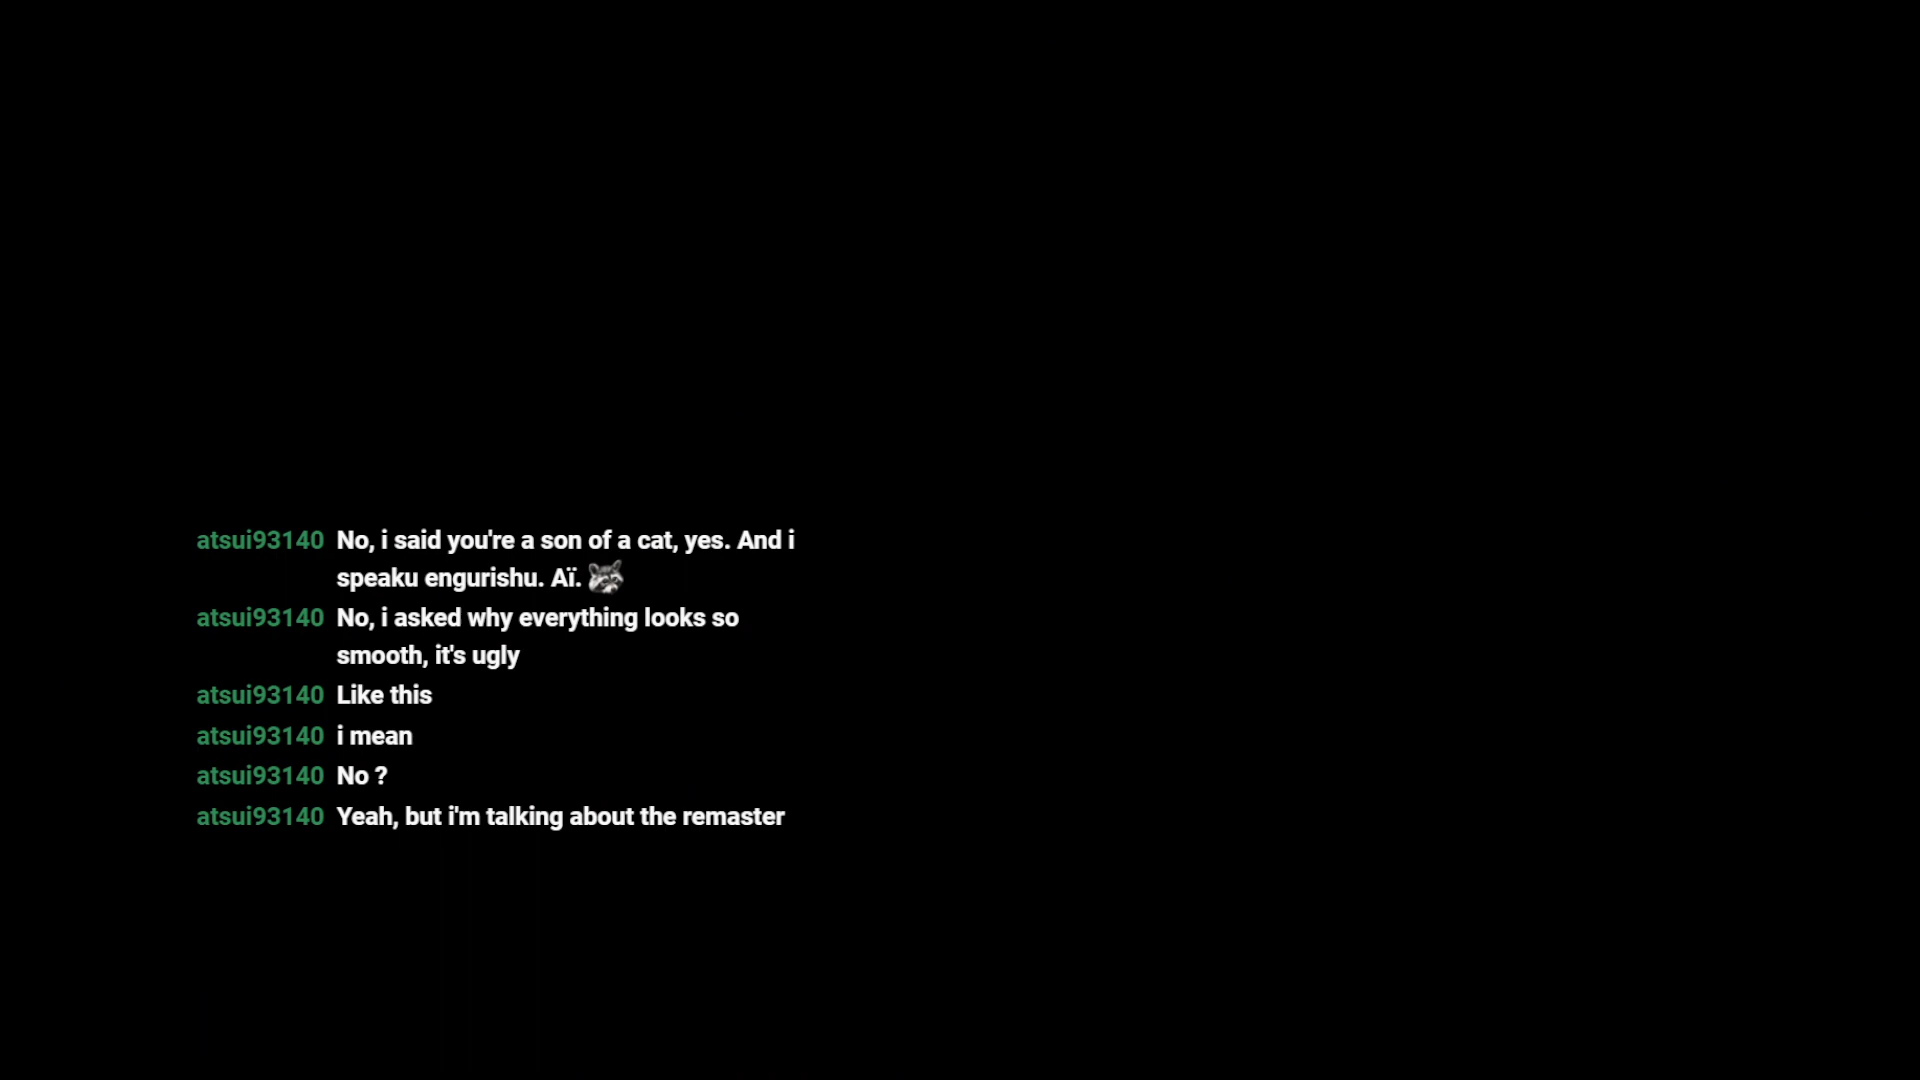 atsui93140 No, i said you're a son of a cat, yes. And i
speaku engurishu. Aï.
atsui93140 No, i asked why everything looks so
smooth, it's ugly
atsui93140 Like this
atsui93140 i mean
atsui93140 No ?
atsui93140 Yeah, but i'm talking about the remaster